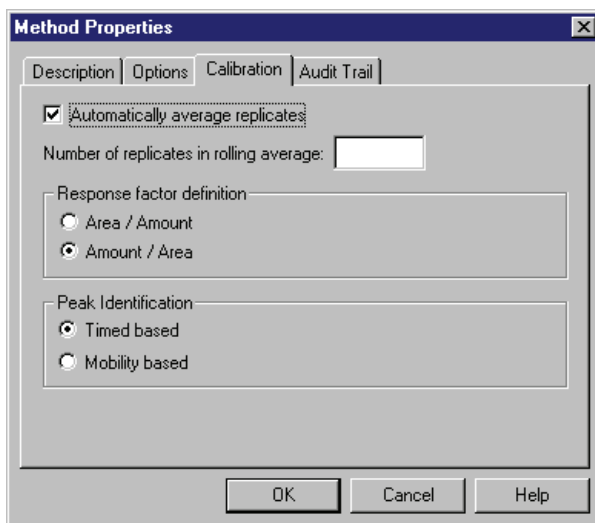 Method Properties
Description Options Calibration Audit Trail
Automatically average replicates
Number of replicates in rolling average:
Response factor definition
Area / Amount
Amount / Area
Peak Identification
Timed based
Mobility based
OK Cancel Help